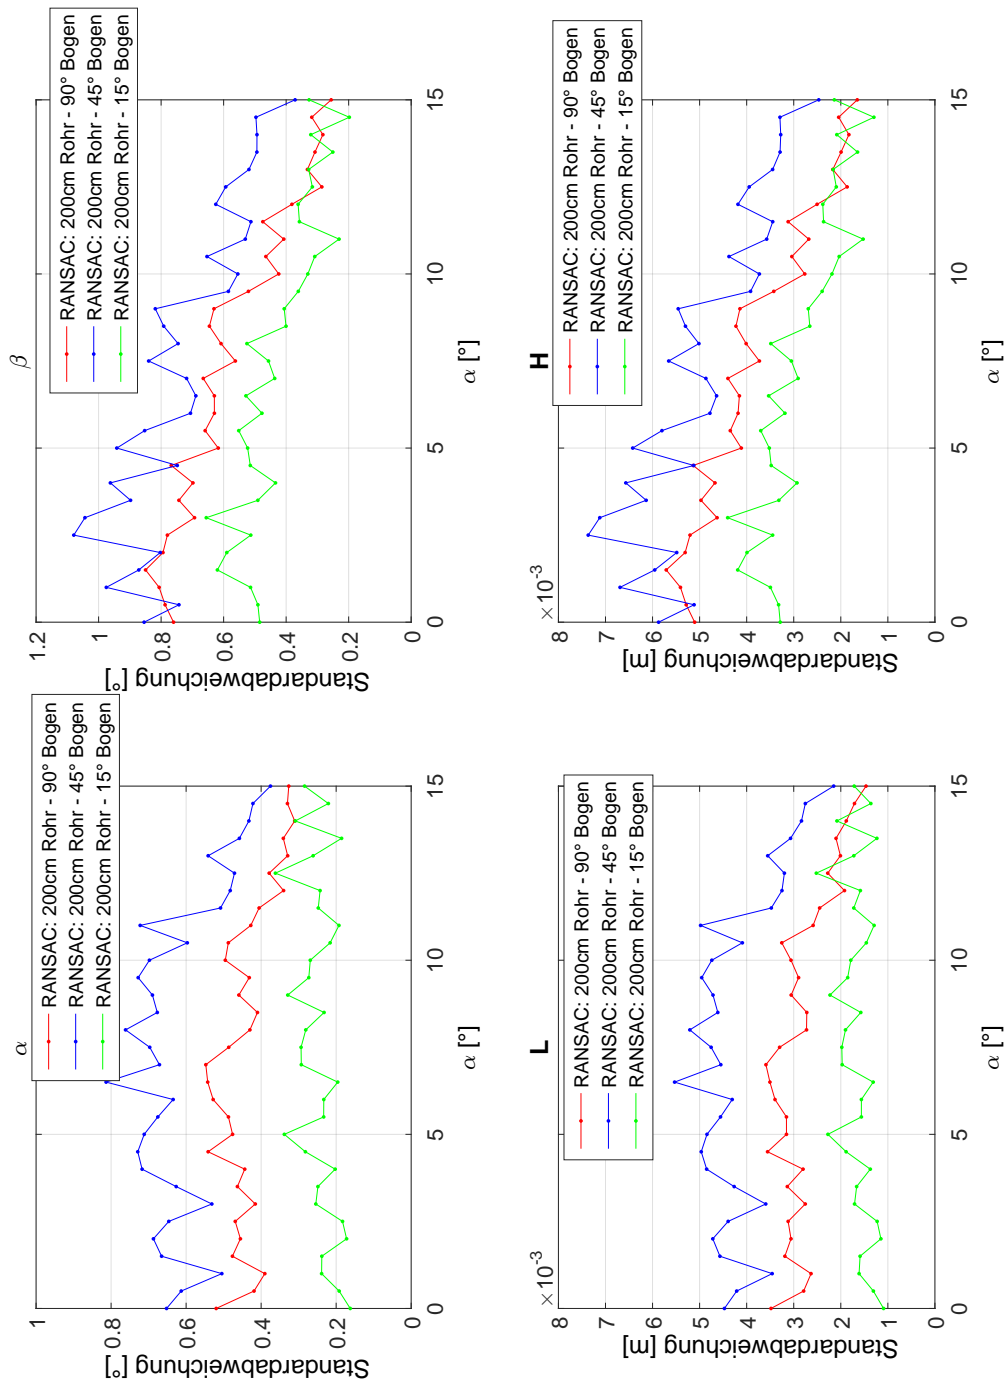 α
Standardabweichung [°]
1
0.8
0.6
0.4
0.2
0
5
10
15
α [°]
RANSAC: 200cm Rohr - 90° Bogen
RANSAC: 200cm Rohr - 45° Bogen
RANSAC: 200cm Rohr - 15° Bogen
β
Standardabweichung [°]
1.2
1
0.8
0.6
0.4
0.2
0
0
5
10
15
α [°]
RANSAC: 200cm Rohr - 90° Bogen
RANSAC: 200cm Rohr - 45° Bogen
RANSAC: 200cm Rohr - 15° Bogen
L
×10⁻³
Standardabweichung [m]
8
7
6
5
4
3
2
1
0
0
5
10
15
α [°]
RANSAC: 200cm Rohr - 90° Bogen
RANSAC: 200cm Rohr - 45° Bogen
RANSAC: 200cm Rohr - 15° Bogen
H
×10⁻³
Standardabweichung [m]
8
7
6
5
4
3
2
1
0
0
5
10
15
α [°]
RANSAC: 200cm Rohr - 90° Bogen
RANSAC: 200cm Rohr - 45° Bogen
RANSAC: 200cm Rohr - 15° Bogen